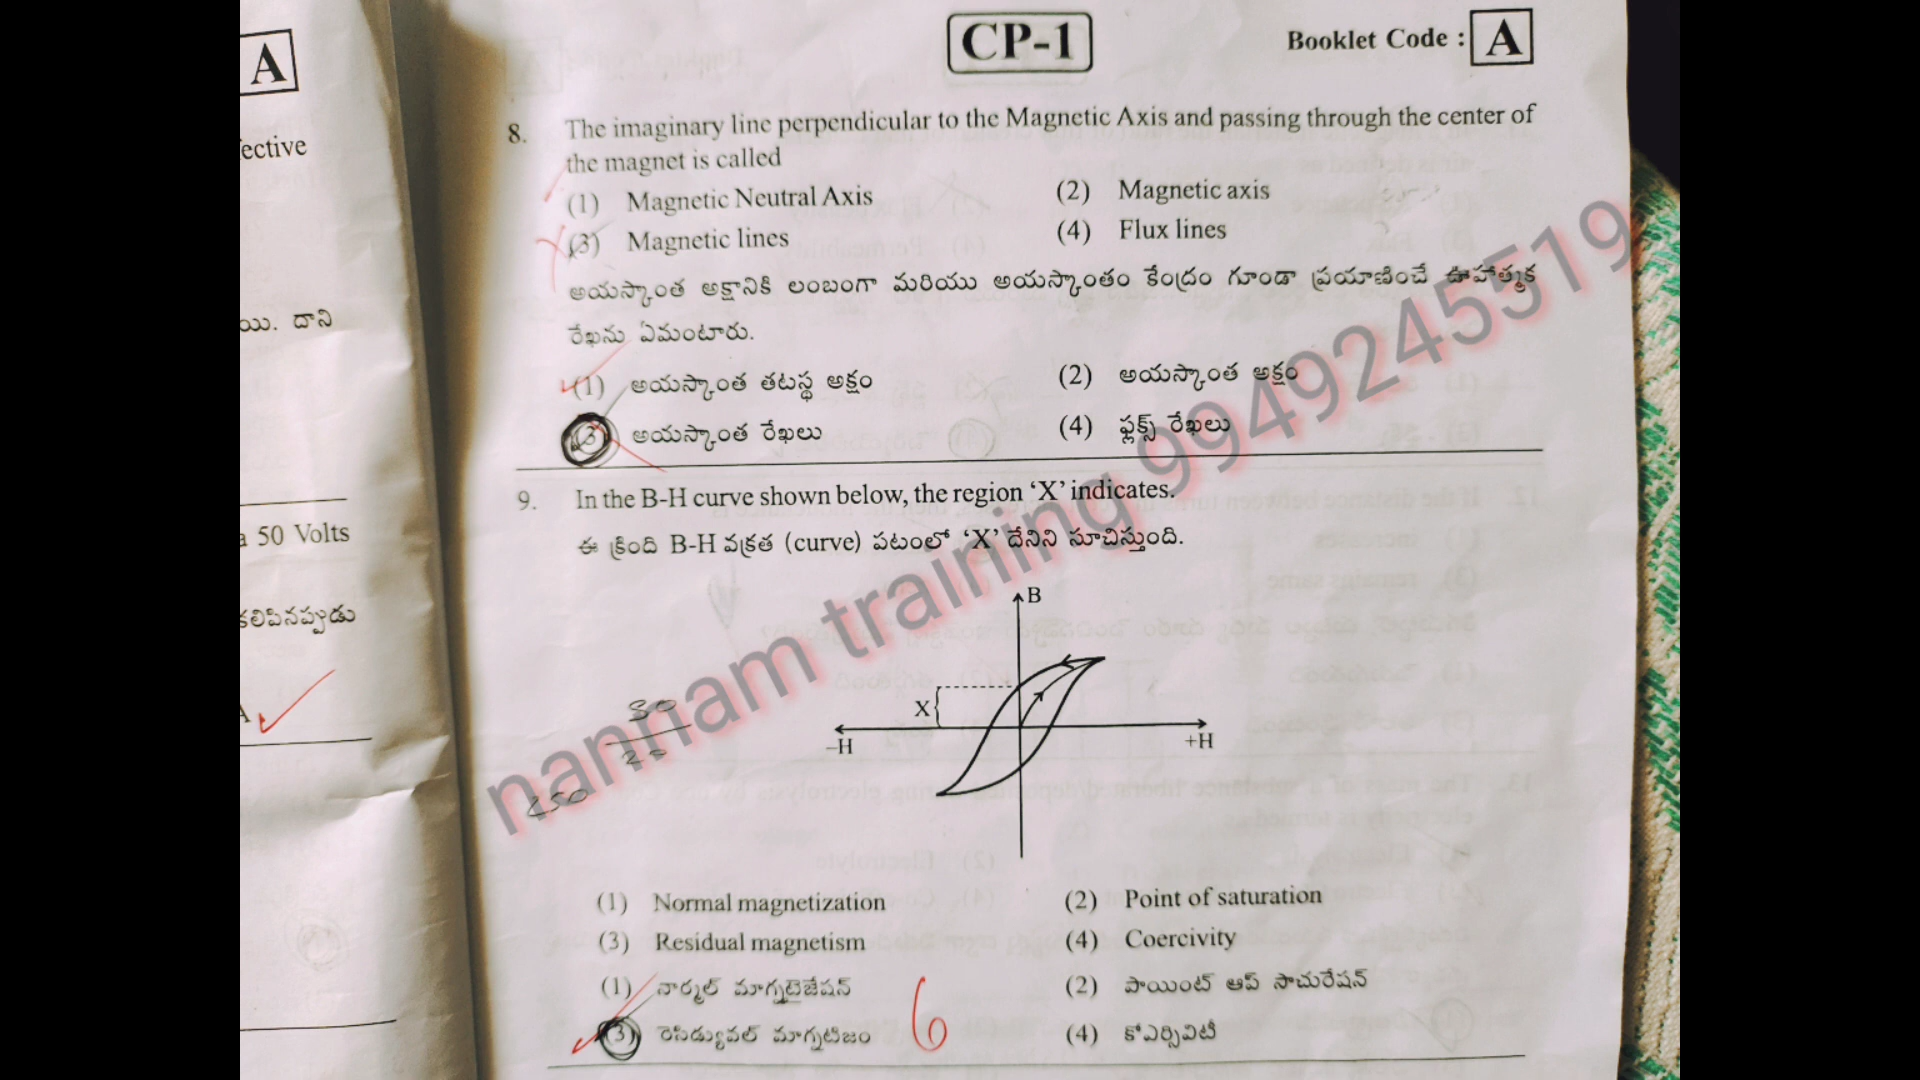 A
ective
యి. దాని
a 50 Volts
కలిపినప్పుడు
CP-1
Booklet Code : A
8. The imaginary line perpendicular to the Magnetic Axis and passing through the center of
the magnet is called
(1) Magnetic Neutral Axis (2) Magnetic axis
(3) Magnetic lines (4) Flux lines
అయస్కాంత అక్షానికి లంబంగా మరియు అయస్కాంతం కేంద్రం గూండా ప్రయాణించే ఊహాత్మక
రేఖను ఏమంటారు.
(1) అయస్కాంత తటస్థ అక్షం (2) అయస్కాంత అక్షం
(3) అయస్కాంత రేఖలు (4) ఫ్లక్స్ రేఖలు
9. In the B-H curve shown below, the region ‘X’ indicates.
ఈ క్రింది B-H వక్రత (curve) పటంలో ‘X’ దేనిని సూచిస్తుంది.
B
X
–H
+H
nannam training 9949245519
(1) Normal magnetization (2) Point of saturation
(3) Residual magnetism (4) Coercivity
(1) నార్మల్ మాగ్నటైజేషన్ (2) పాయింట్ ఆప్ సాచురేషన్
(3) రెసిడ్యువల్ మాగ్నటిజం (4) కోఎర్సివిటీ
6